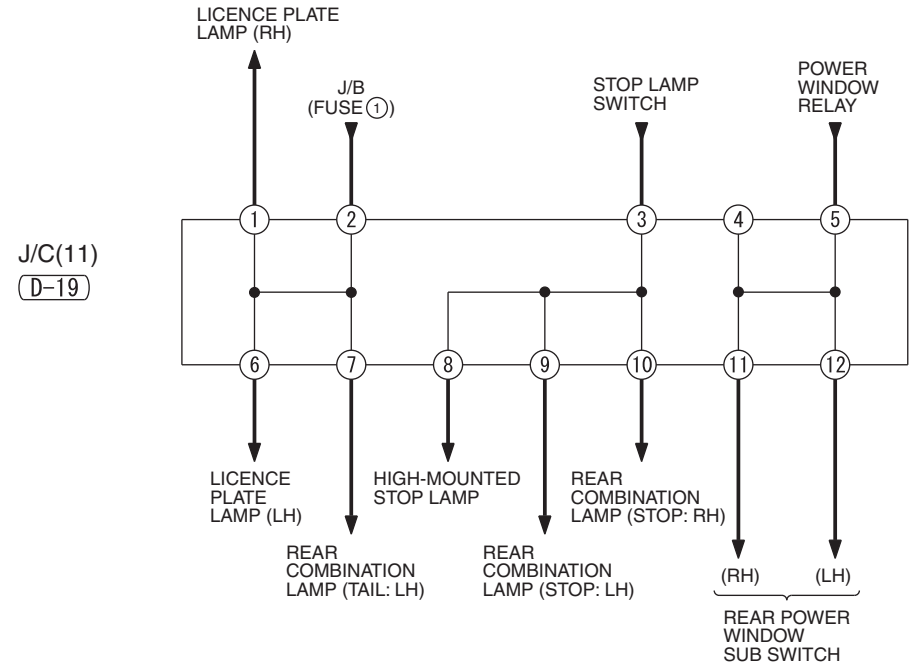 LICENCE PLATE
LAMP (RH)
J/B
(FUSE ①)
STOP LAMP
SWITCH
POWER
WINDOW
RELAY
1 2 3 4 5
J/C(11)
D-19
6 7 8 9 10 11 12
LICENCE
PLATE
LAMP (LH)
HIGH-MOUNTED
STOP LAMP
REAR
COMBINATION
LAMP (STOP: RH)
REAR
COMBINATION
LAMP (TAIL: LH)
REAR
COMBINATION
LAMP (STOP: LH)
(RH) (LH)
REAR POWER
WINDOW
SUB SWITCH